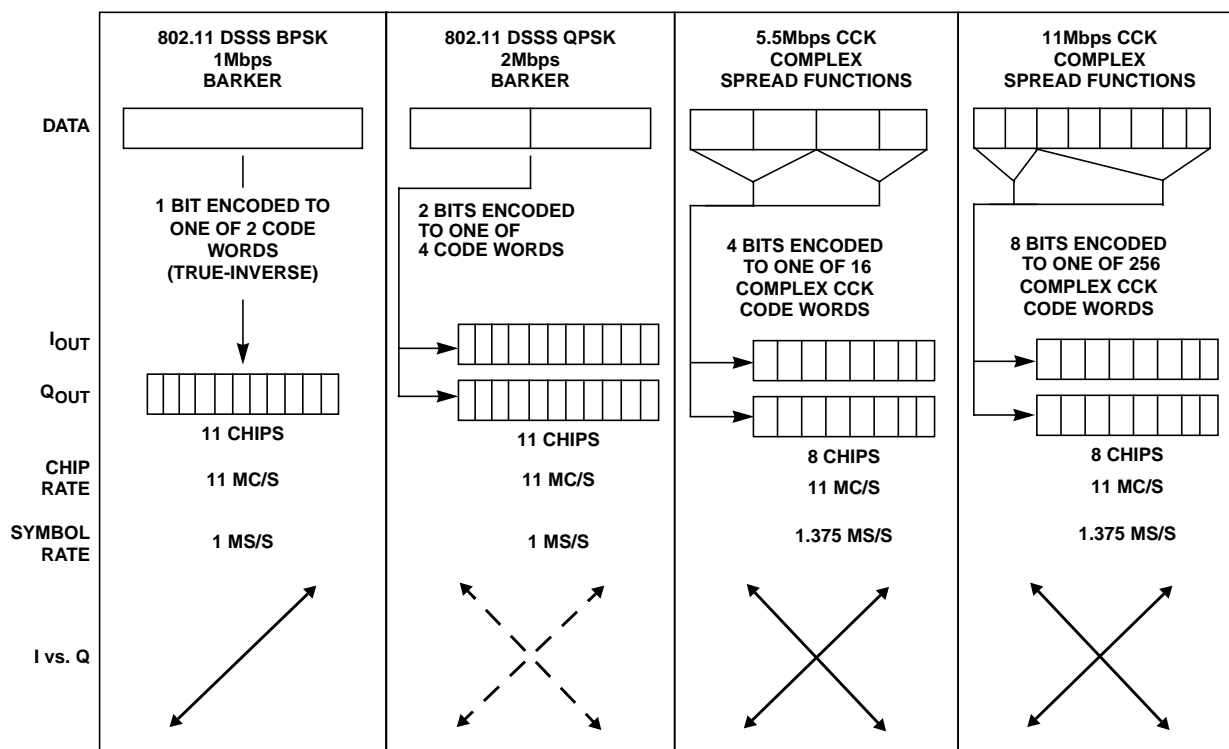 802.11 DSSS BPSK
1Mbps
BARKER
802.11 DSSS QPSK
2Mbps
BARKER
5.5Mbps CCK
COMPLEX
SPREAD FUNCTIONS
11Mbps CCK
COMPLEX
SPREAD FUNCTIONS
DATA
1 BIT ENCODED TO
ONE OF 2 CODE
WORDS
(TRUE-INVERSE)
2 BITS ENCODED
TO ONE OF
4 CODE WORDS
4 BITS ENCODED
TO ONE OF 16
COMPLEX CCK
CODE WORDS
8 BITS ENCODED
TO ONE OF 256
COMPLEX CCK
CODE WORDS
IOUT
QOUT
11 CHIPS
11 CHIPS
8 CHIPS
8 CHIPS
CHIP
RATE
11 MC/S
11 MC/S
11 MC/S
11 MC/S
SYMBOL
RATE
1 MS/S
1 MS/S
1.375 MS/S
1.375 MS/S
I vs. Q